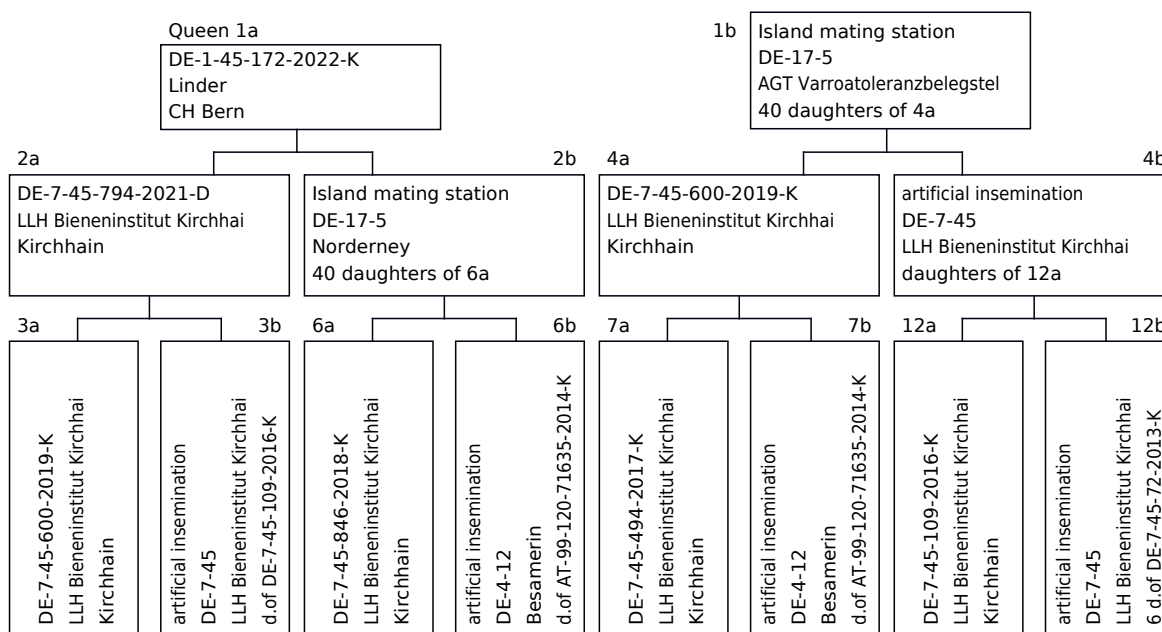 Queen 1a
DE-1-45-172-2022-K
Linder
CH Bern
1b
Island mating station
DE-17-5
AGT Varroatoleranzbelegstel
40 daughters of 4a
2a
DE-7-45-794-2021-D
LLH Bieneninstitut Kirchhai
Kirchhain
2b
Island mating station
DE-17-5
Norderney
40 daughters of 6a
4a
DE-7-45-600-2019-K
LLH Bieneninstitut Kirchhai
Kirchhain
4b
artificial insemination
DE-7-45
LLH Bieneninstitut Kirchhai
daughters of 12a
3a
DE-7-45-600-2019-K
LLH Bieneninstitut Kirchhai
Kirchhain
3b
artificial insemination
DE-7-45
LLH Bieneninstitut Kirchhai
d.of DE-7-45-109-2016-K
6a
DE-7-45-846-2018-K
LLH Bieneninstitut Kirchhai
Kirchhain
6b
artificial insemination
DE-4-12
Besamerin
d.of AT-99-120-71635-2014-K
7a
DE-7-45-494-2017-K
LLH Bieneninstitut Kirchhai
Kirchhain
7b
artificial insemination
DE-4-12
Besamerin
d.of AT-99-120-71635-2014-K
12a
DE-7-45-109-2016-K
LLH Bieneninstitut Kirchhai
Kirchhain
12b
artificial insemination
DE-7-45
LLH Bieneninstitut Kirchhai
6 d.of DE-7-45-72-2013-K